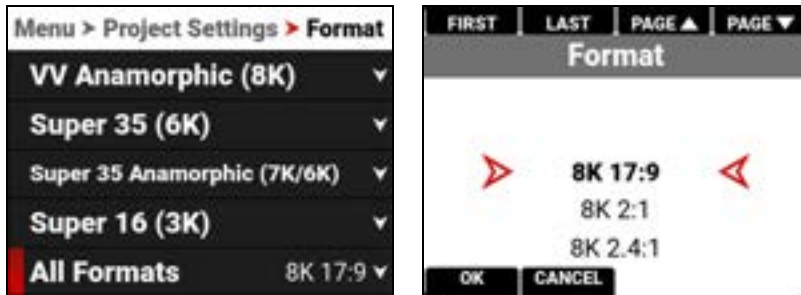 Menu > Project Settings > Format
VV Anamorphic (8K)
Super 35 (6K)
Super 35 Anamorphic (7K/6K)
Super 16 (3K)
All Formats 8K 17:9
FIRST LAST PAGE▲ PAGE▼
Format
8K 17:9
8K 2:1
8K 2.4:1
OK CANCEL